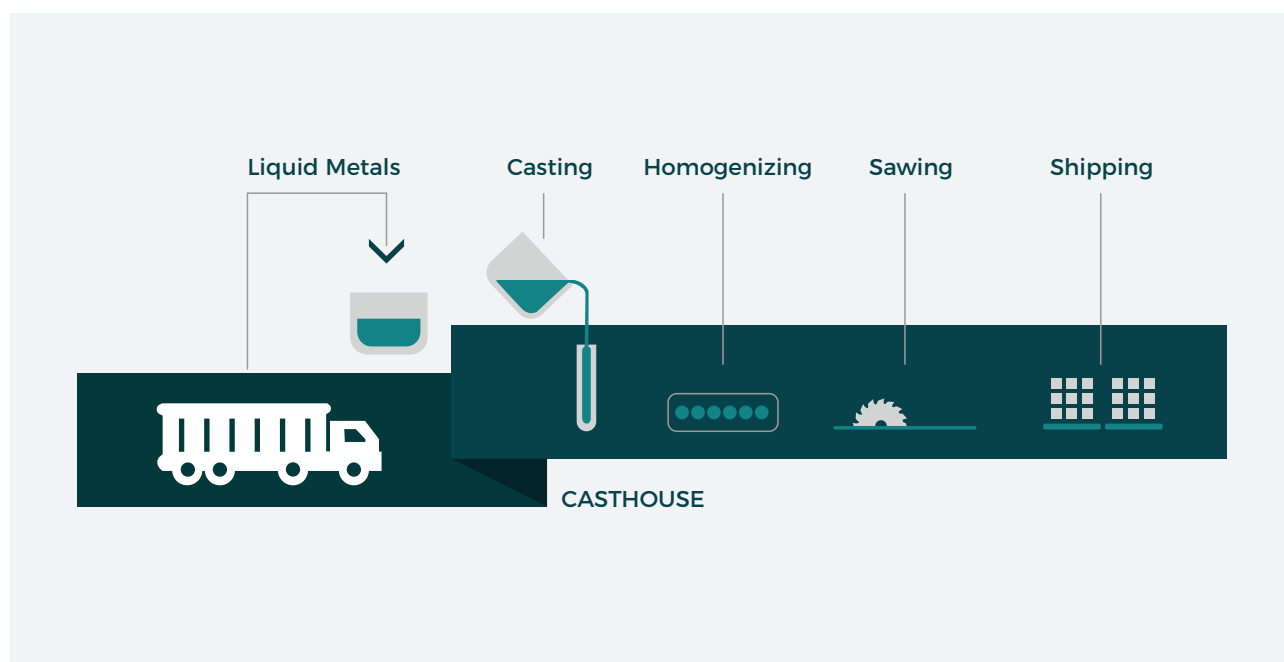 Liquid Metals
Casting
Homogenizing
Sawing
Shipping
CASTHOUSE